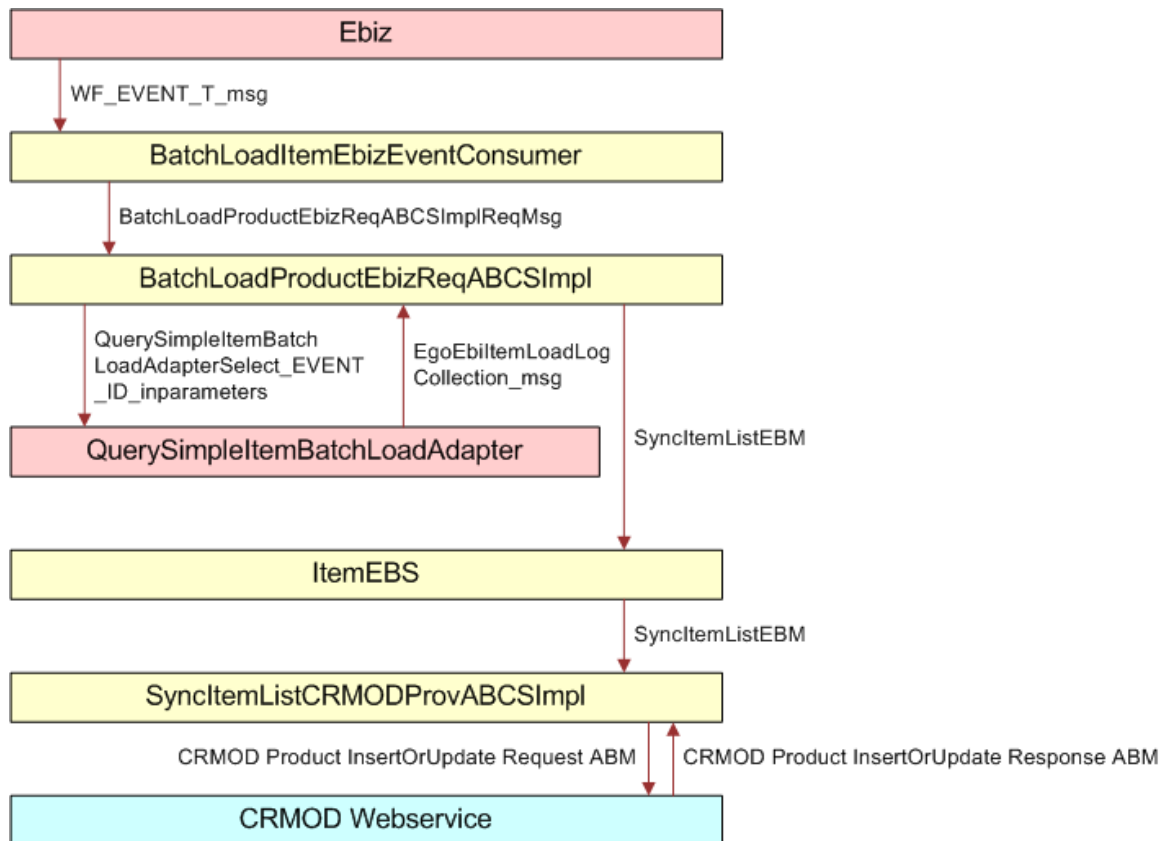 Ebiz
WF_EVENT_T_msg
BatchLoadItemEbizEventConsumer
BatchLoadProductEbizReqABCSImplReqMsg
BatchLoadProductEbizReqABCSImpl
QuerySimpleItemBatch
LoadAdapterSelect_EVENT
_ID_inparameters
EgoEbiItemLoadLog
Collection_msg
SyncItemListEBM
QuerySimpleItemBatchLoadAdapter
ItemEBS
SyncItemListEBM
SyncItemListCRMODProvABCSImpl
CRMOD Product InsertOrUpdate Request ABM
CRMOD Product InsertOrUpdate Response ABM
CRMOD Webservice